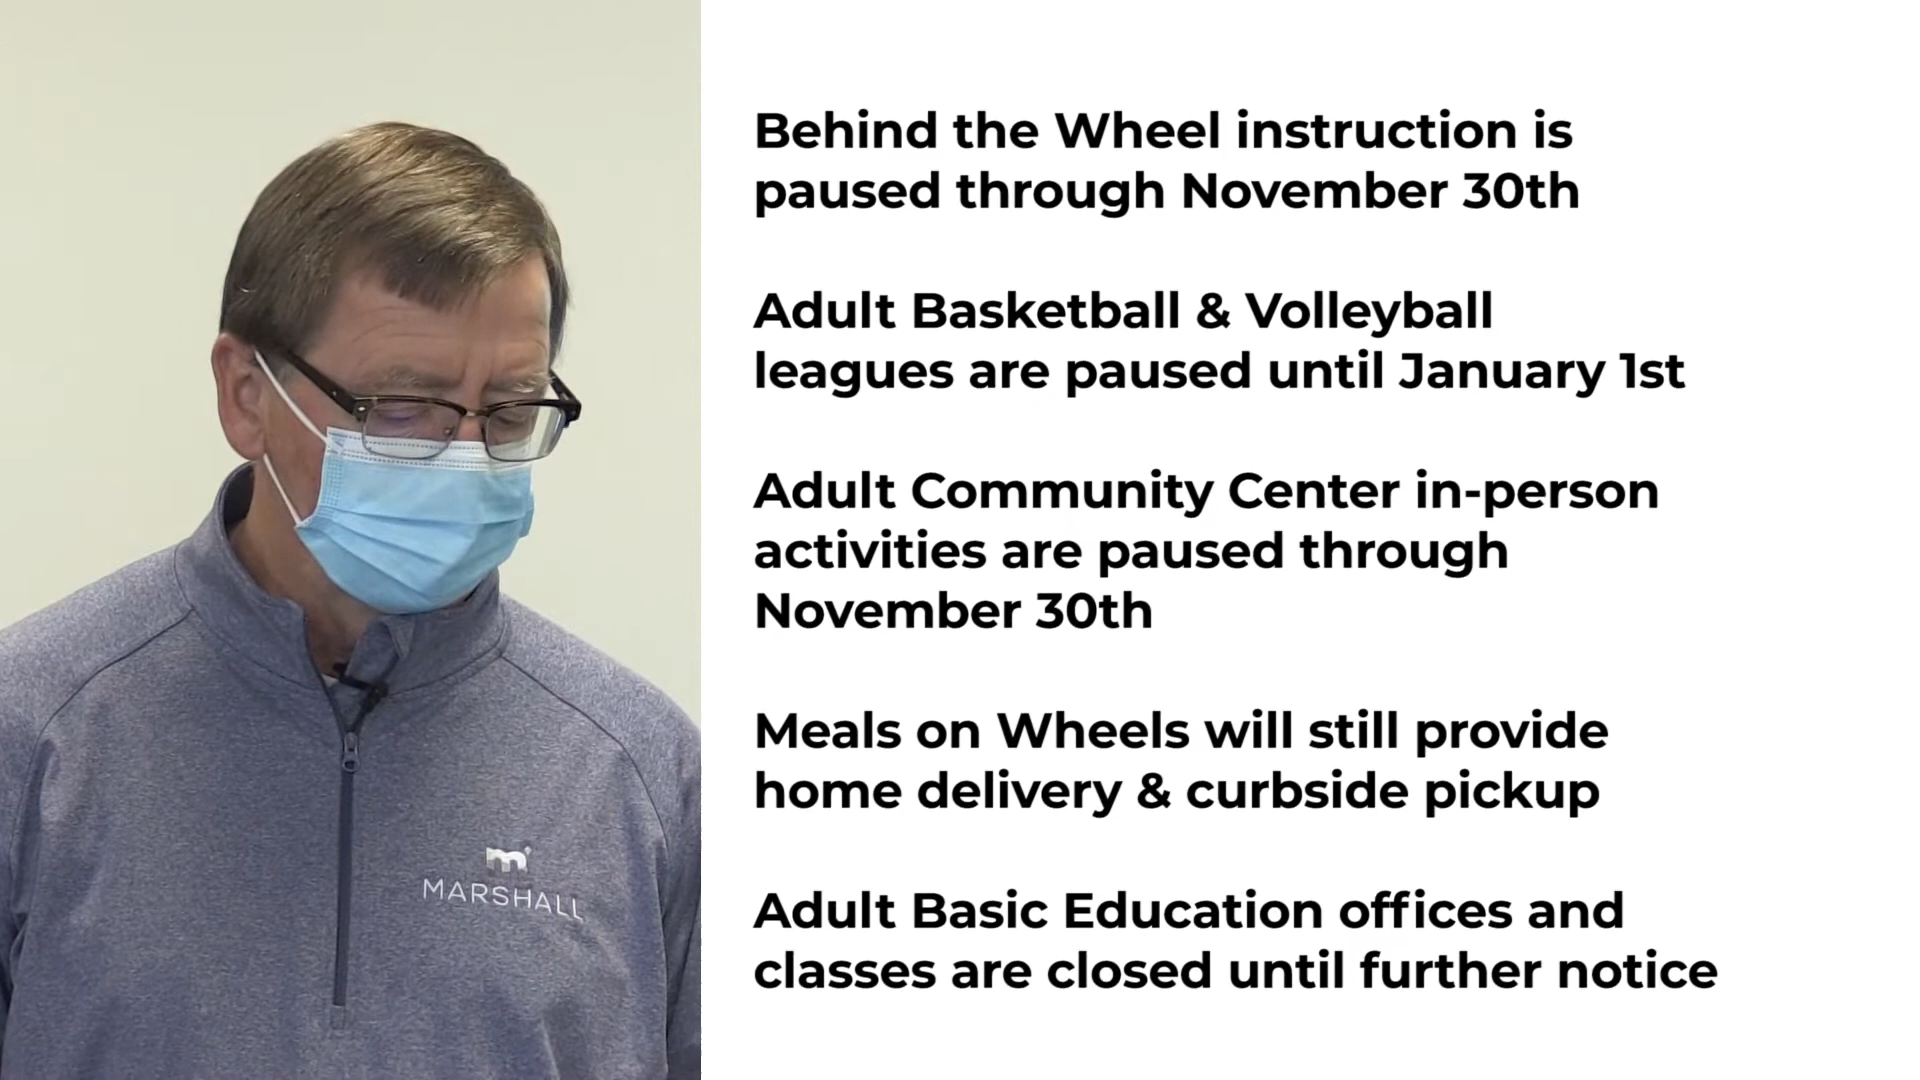 Behind the Wheel instruction is
paused through November 30th
Adult Basketball & Volleyball
leagues are paused until January 1st
Adult Community Center in-person
activities are paused through
November 30th
Meals on Wheels will still provide
home delivery & curbside pickup
Adult Basic Education offices and
classes are closed until further notice
m
MARSHALL